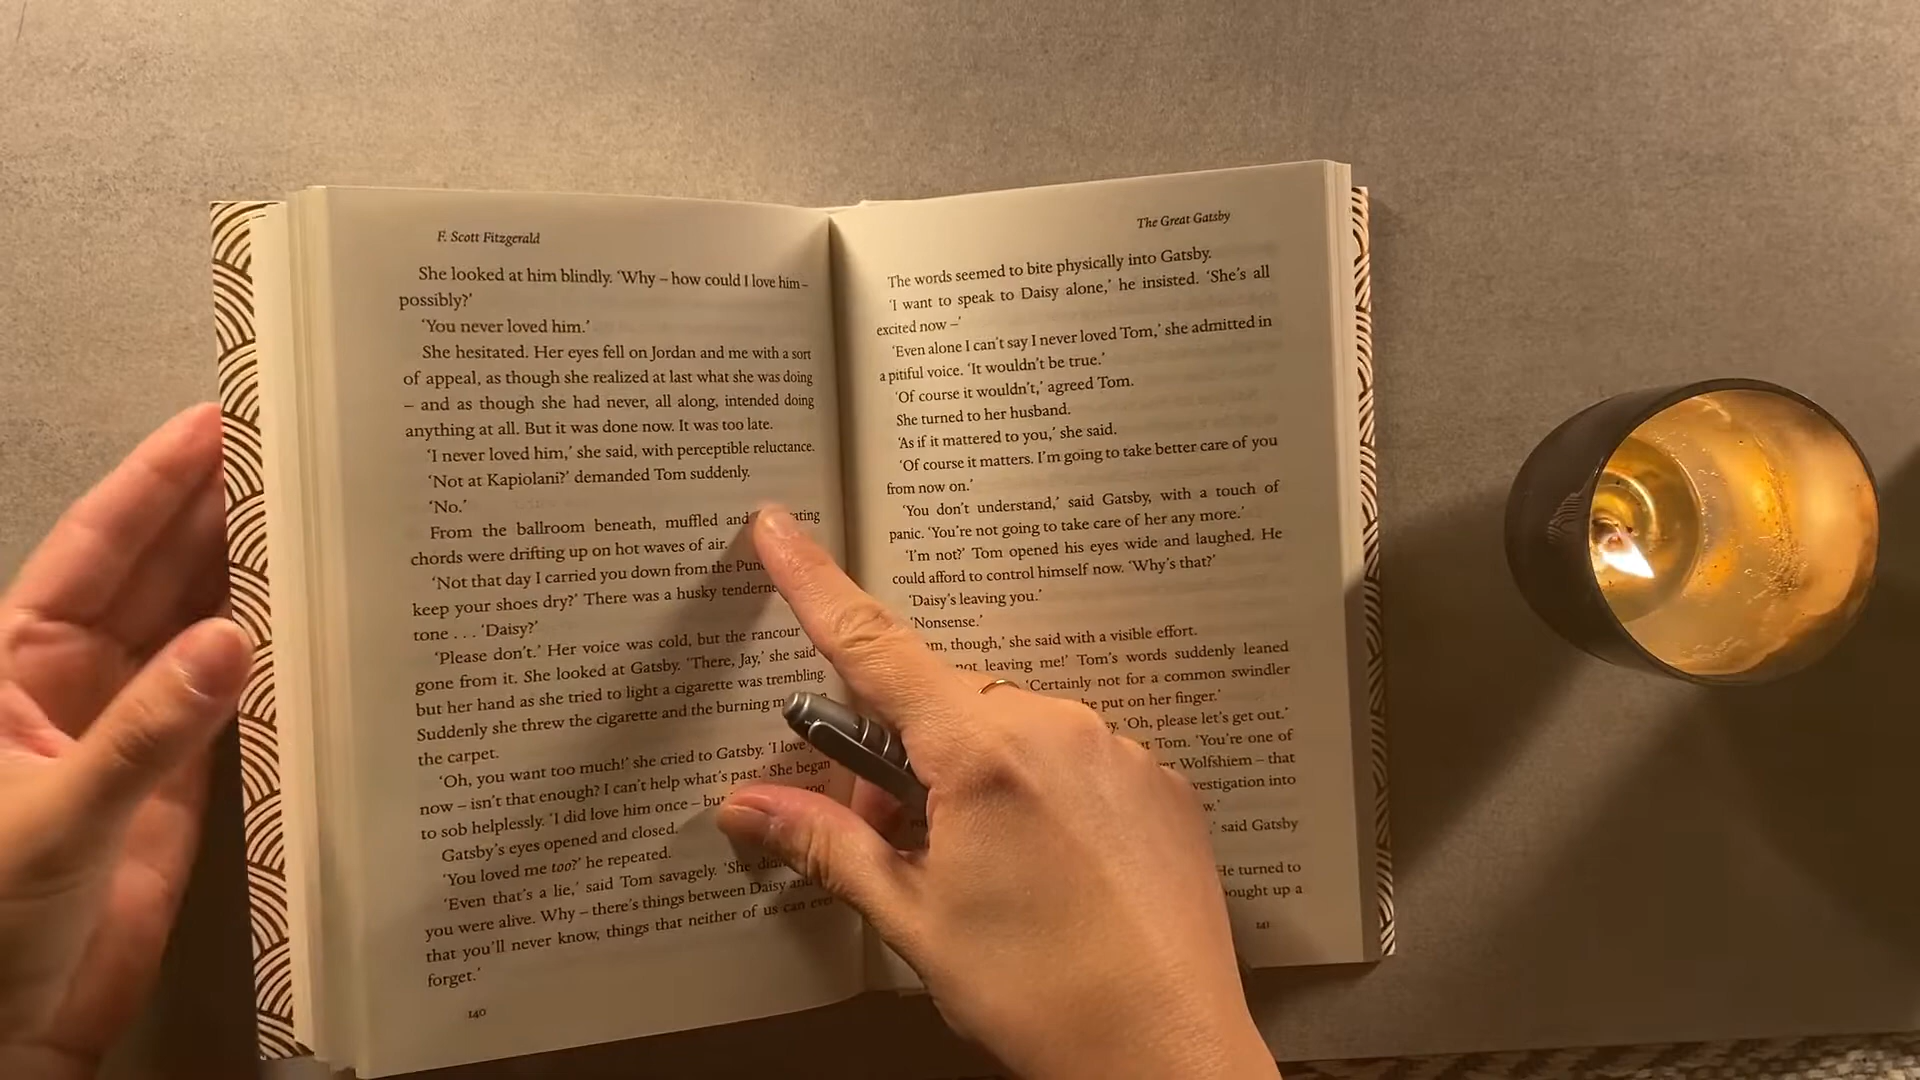 F. Scott Fitzgerald
She looked at him blindly. ‘Why – how could I love him –
possibly?’
‘You never loved him.’
She hesitated. Her eyes fell on Jordan and me with a sort
of appeal, as though she realized at last what she was doing
– and as though she had never, all along, intended doing
anything at all. But it was done now. It was too late.
‘I never loved him,’ she said, with perceptible reluctance.
‘Not at Kapiolani?’ demanded Tom suddenly.
‘No.’
From the ballroom beneath, muffled and
chords were drifting up on hot waves of air.
‘Not that day I carried you down from the
keep your shoes dry?’ There was a husky
tone . . . ‘Daisy?’
‘Please don’t.’ Her voice was cold, but the rancour
gone from it. She looked at Gatsby. ‘There, Jay,’ she said
but her hand as she tried to light a cigarette was trembling.
Suddenly she threw the cigarette and the burning
the carpet.
‘Oh, you want too much!’ she cried to Gatsby. ‘I love
now – isn’t that enough? I can’t help what’s past.’ She began
to sob helplessly. ‘I did love him once – but too.’
Gatsby’s eyes opened and closed.
‘You loved me too?’ he repeated.
‘Even that’s a lie,’ said Tom savagely. ‘She
you were alive. Why – there’s things between Daisy and
that you’ll never know, things that neither of us can ever
forget.’
140
The Great Gatsby
The words seemed to bite physically into Gatsby.
‘I want to speak to Daisy alone,’ he insisted. ‘She’s all
excited now –’
‘Even alone I can’t say I never loved Tom,’ she admitted in
a pitiful voice. ‘It wouldn’t be true.’
‘Of course it wouldn’t,’ agreed Tom.
She turned to her husband.
‘As if it mattered to you,’ she said.
‘Of course it matters. I’m going to take better care of you
from now on.’
‘You don’t understand,’ said Gatsby, with a touch of
panic. ‘You’re not going to take care of her any more.’
‘I’m not?’ Tom opened his eyes wide and laughed. He
could afford to control himself now. ‘Why’s that?’
‘Daisy’s leaving you.’
‘Nonsense.’
though,’ she said with a visible effort.
not leaving me!’ Tom’s words suddenly leaned
‘Certainly not for a common swindler
he put on her finger.’
‘Oh, please let’s get out.’
Tom. ‘You’re one of
Wolfshiem – that
into
said Gatsby
He turned to
up a
141